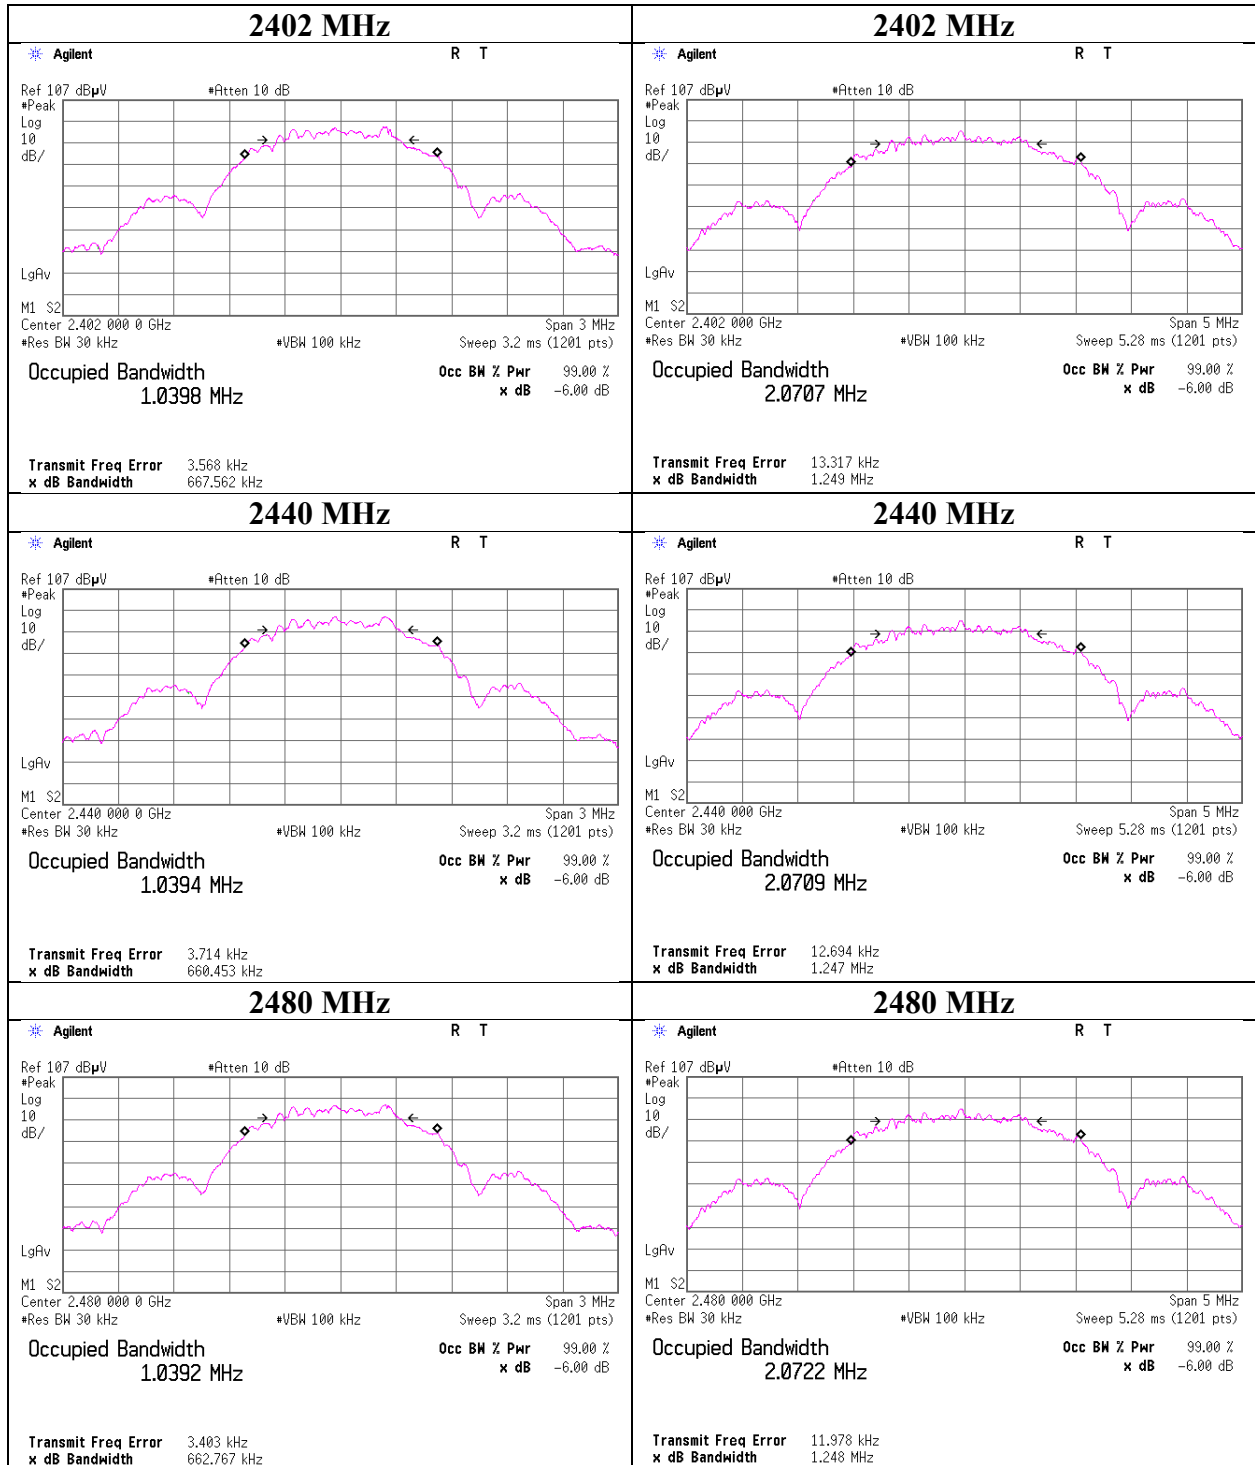 2402 MHz
Agilent R T
Ref 107 dBµV #Atten 10 dB
#Peak
Log
10
dB/
LgAv
M1 S2
Center 2.402 000 0 GHz Span 3 MHz
#Res BW 30 kHz #VBW 100 kHz Sweep 3.2 ms (1201 pts)
Occupied Bandwidth Occ BW % Pwr 99.00 %
1.0398 MHz x dB -6.00 dB
Transmit Freq Error 3.568 kHz
x dB Bandwidth 667.562 kHz
2402 MHz
Agilent R T
Ref 107 dBµV #Atten 10 dB
#Peak
Log
10
dB/
LgAv
M1 S2
Center 2.402 000 GHz Span 5 MHz
#Res BW 30 kHz #VBW 100 kHz Sweep 5.28 ms (1201 pts)
Occupied Bandwidth Occ BW % Pwr 99.00 %
2.0707 MHz x dB -6.00 dB
Transmit Freq Error 13.317 kHz
x dB Bandwidth 1.249 MHz
2440 MHz
Agilent R T
Ref 107 dBµV #Atten 10 dB
#Peak
Log
10
dB/
LgAv
M1 S2
Center 2.440 000 0 GHz Span 3 MHz
#Res BW 30 kHz #VBW 100 kHz Sweep 3.2 ms (1201 pts)
Occupied Bandwidth Occ BW % Pwr 99.00 %
1.0394 MHz x dB -6.00 dB
Transmit Freq Error 3.714 kHz
x dB Bandwidth 660.453 kHz
2440 MHz
Agilent R T
Ref 107 dBµV #Atten 10 dB
#Peak
Log
10
dB/
LgAv
M1 S2
Center 2.440 000 GHz Span 5 MHz
#Res BW 30 kHz #VBW 100 kHz Sweep 5.28 ms (1201 pts)
Occupied Bandwidth Occ BW % Pwr 99.00 %
2.0709 MHz x dB -6.00 dB
Transmit Freq Error 12.694 kHz
x dB Bandwidth 1.247 MHz
2480 MHz
Agilent R T
Ref 107 dBµV #Atten 10 dB
#Peak
Log
10
dB/
LgAv
M1 S2
Center 2.480 000 0 GHz Span 3 MHz
#Res BW 30 kHz #VBW 100 kHz Sweep 3.2 ms (1201 pts)
Occupied Bandwidth Occ BW % Pwr 99.00 %
1.0392 MHz x dB -6.00 dB
Transmit Freq Error 3.403 kHz
x dB Bandwidth 662.767 kHz
2480 MHz
Agilent R T
Ref 107 dBµV #Atten 10 dB
#Peak
Log
10
dB/
LgAv
M1 S2
Center 2.480 000 GHz Span 5 MHz
#Res BW 30 kHz #VBW 100 kHz Sweep 5.28 ms (1201 pts)
Occupied Bandwidth Occ BW % Pwr 99.00 %
2.0722 MHz x dB -6.00 dB
Transmit Freq Error 11.978 kHz
x dB Bandwidth 1.248 MHz